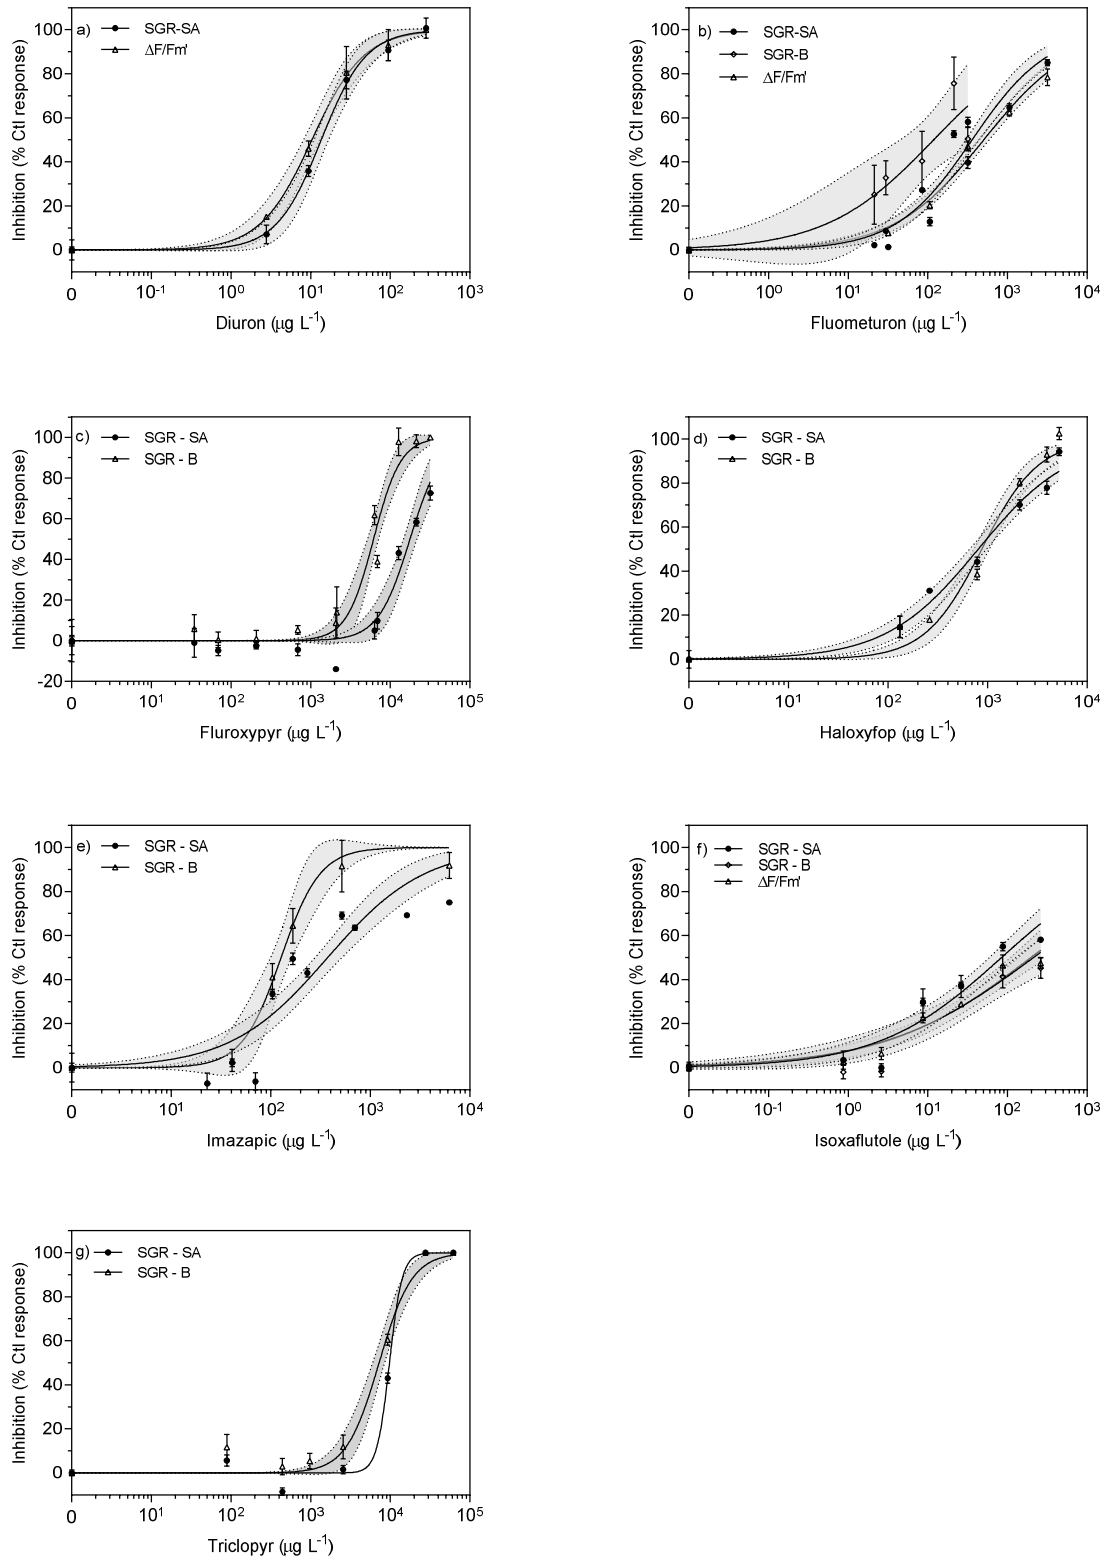 a)
SGR-SA
ΔF/Fm'
Inhibition (% Ctl response)
100
80
60
40
20
0
0 10-1 100 101 102 103
Diuron (μg L-1)
b)
SGR-SA
SGR-B
ΔF/Fm'
Inhibition (% Ctl response)
100
80
60
40
20
0
0 100 101 102 103 104
Fluometuron (μg L-1)
c)
SGR - SA
SGR - B
Inhibition (% Ctl response)
100
80
60
40
20
0
-20
0 101 102 103 104 105
Fluroxypyr (μg L-1)
d)
SGR - SA
SGR - B
Inhibition (% Ctl response)
100
80
60
40
20
0
0 101 102 103 104
Haloxyfop (μg L-1)
e)
SGR - SA
SGR - B
Inhibition (% Ctl response)
100
80
60
40
20
0
0 101 102 103 104
Imazapic (μg L-1)
f)
SGR - SA
SGR - B
ΔF/Fm'
Inhibition (% Ctl response)
100
80
60
40
20
0
0 10-1 100 101 102 103
Isoxaflutole (μg L-1)
g)
SGR - SA
SGR - B
Inhibition (% Ctl response)
100
80
60
40
20
0
0 101 102 103 104 105
Triclopyr (μg L-1)